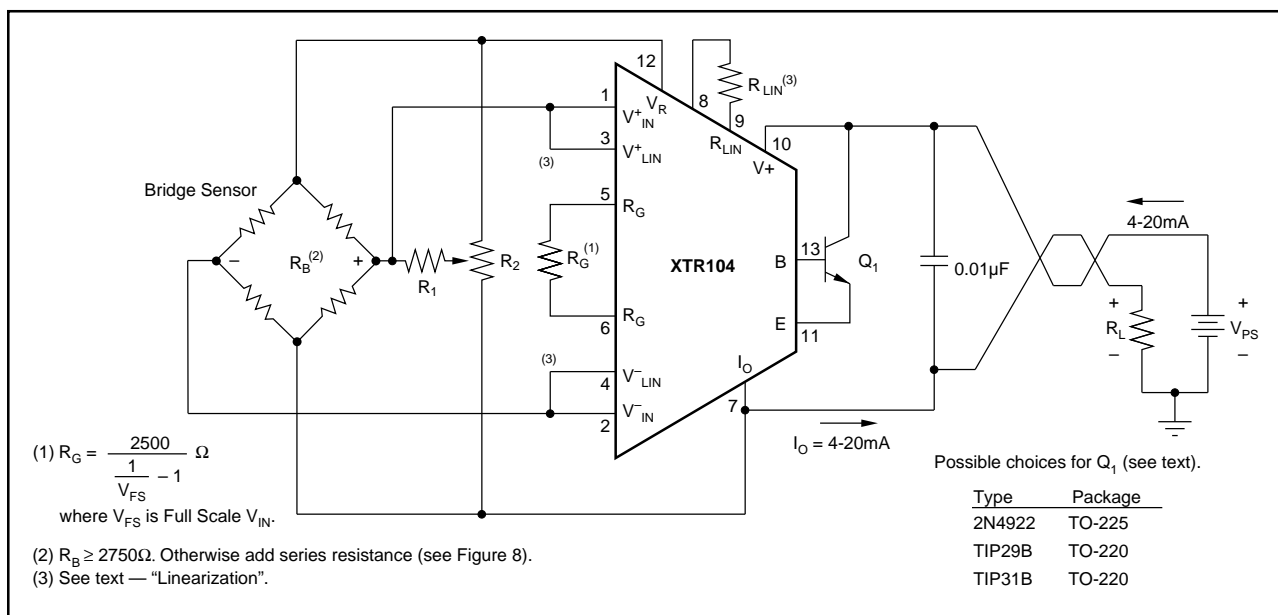 12
1
V+IN
VR
8
RLIN(3)
9
RLIN
10
V+
3
V+LIN
(3)
Bridge Sensor
5
RG
4-20mA
–
RB(2)
+
R1
R2
RG(1)
XTR104
B
13
Q1
0.01µF
6
RG
E
11
+
RL
–
+
VPS
–
(3)
4
V–LIN
IO
2
V–IN
7
IO = 4-20mA
(1) RG = 2500 / (1/VFS – 1) Ω
where VFS is Full Scale VIN.
(2) RB ≥ 2750Ω. Otherwise add series resistance (see Figure 8).
(3) See text — “Linearization”.
Possible choices for Q1 (see text).
Type Package
2N4922 TO-225
TIP29B TO-220
TIP31B TO-220